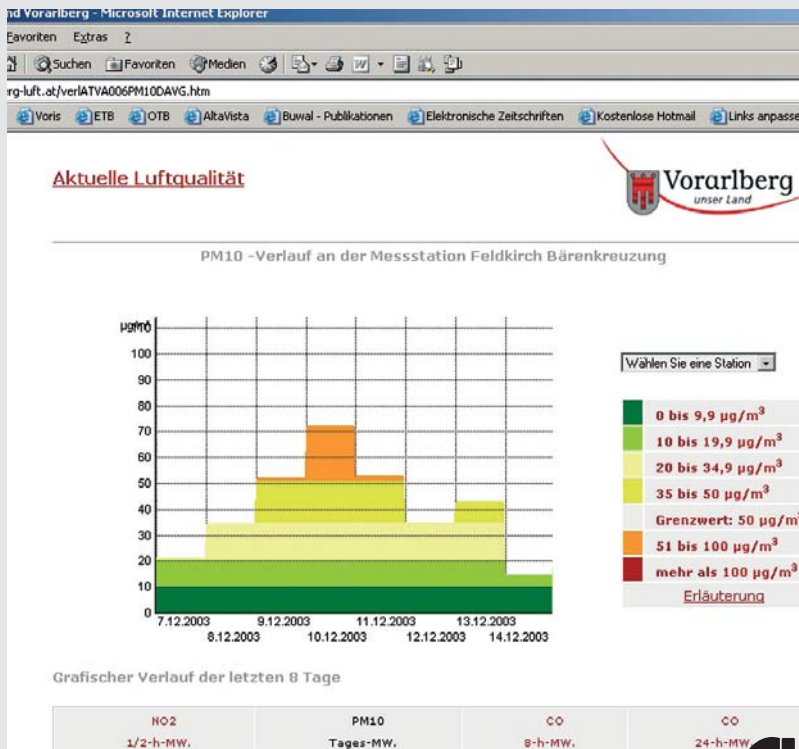 nd Vorarlberg - Microsoft Internet Explorer
Favoriten Extras ?
Suchen Favoriten Medien
rg-luft.at/verlATVA006PM10DAVG.htm
Voris ETB OTB AltaVista Buwal - Publikationen Elektronische Zeitschriften Kostenlose Hotmail Links anpasse
Aktuelle Luftqualität
Vorarlberg
unser Land
PM10 -Verlauf an der Messstation Feldkirch Bärenkreuzung
100
90
80
70
60
50
40
30
20
10
0
7.12.2003 9.12.2003 11.12.2003 13.12.2003
8.12.2003 10.12.2003 12.12.2003 14.12.2003
Wählen Sie eine Station
0 bis 9,9 µg/m³
10 bis 19,9 µg/m³
20 bis 34,9 µg/m³
35 bis 50 µg/m³
Grenzwert: 50 µg/m³
51 bis 100 µg/m³
mehr als 100 µg/m³
Erläuterung
Grafischer Verlauf der letzten 8 Tage
NO2 PM10 CO CO
1/2-h-MW. Tages-MW. 8-h-MW. 24-h-MW